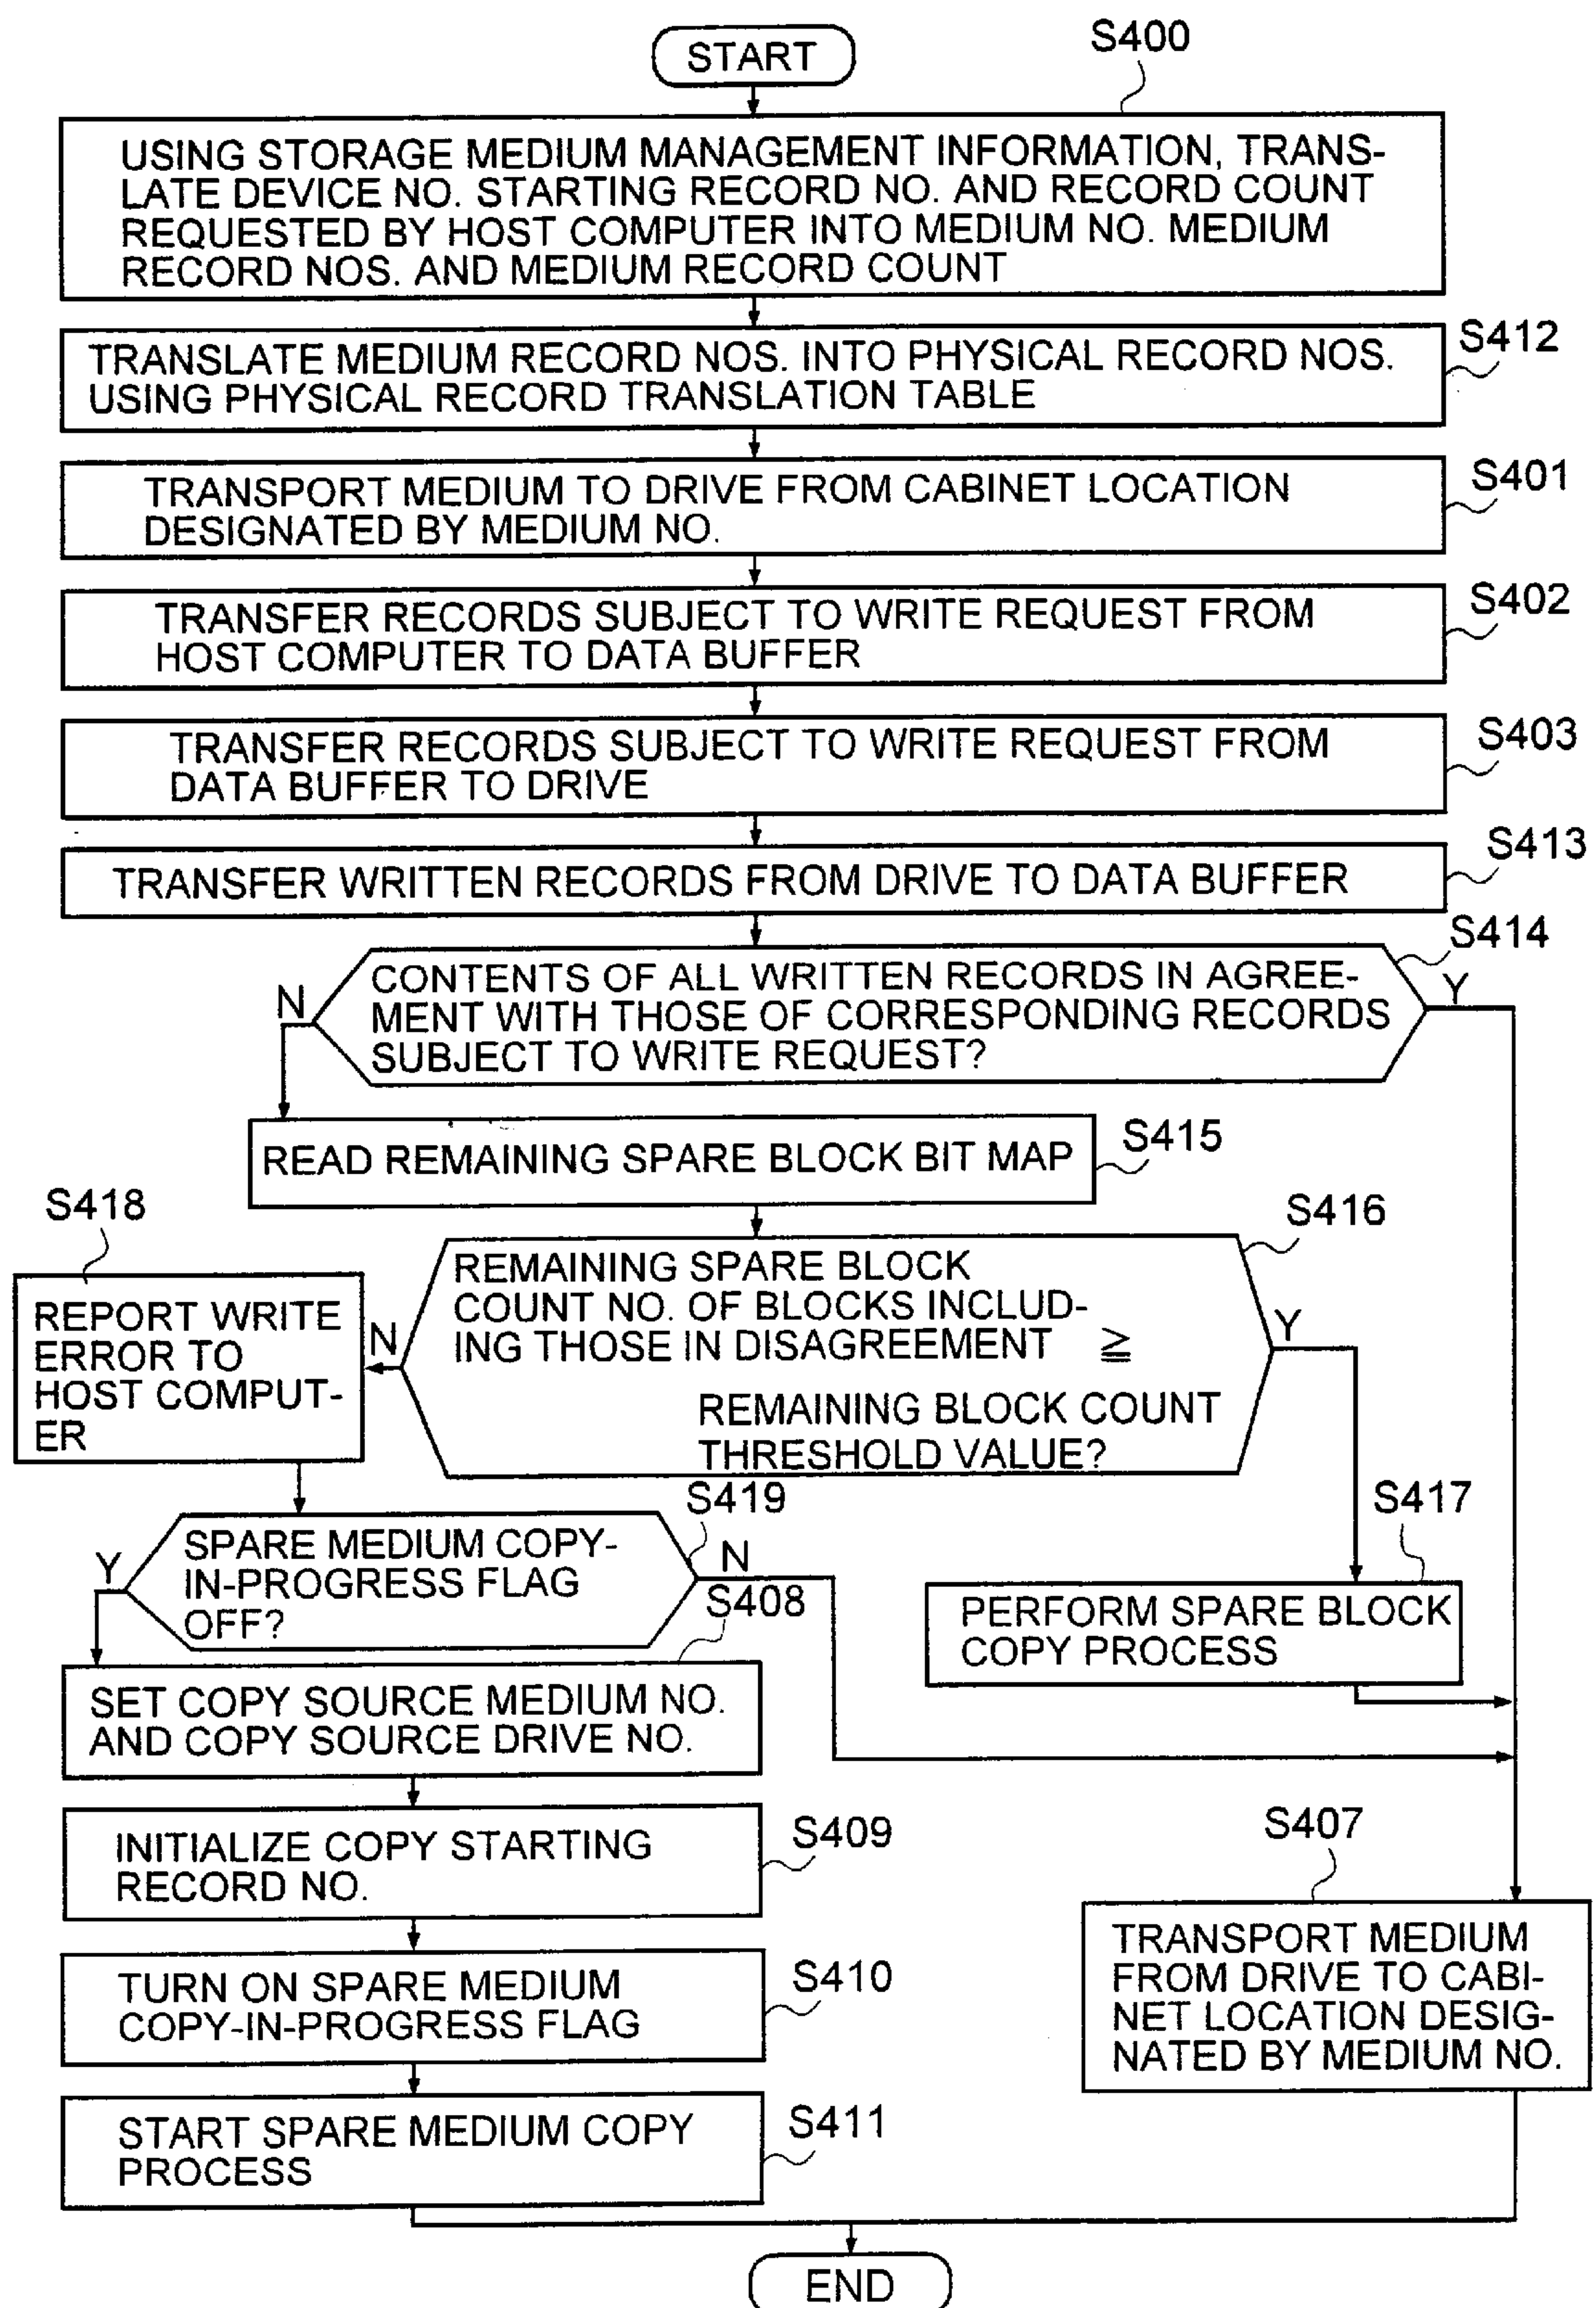 START
S400
USING STORAGE MEDIUM MANAGEMENT INFORMATION, TRANS-
LATE DEVICE NO. STARTING RECORD NO. AND RECORD COUNT
REQUESTED BY HOST COMPUTER INTO MEDIUM NO. MEDIUM
RECORD NOS. AND MEDIUM RECORD COUNT
S412
TRANSLATE MEDIUM RECORD NOS. INTO PHYSICAL RECORD NOS.
USING PHYSICAL RECORD TRANSLATION TABLE
S401
TRANSPORT MEDIUM TO DRIVE FROM CABINET LOCATION
DESIGNATED BY MEDIUM NO.
S402
TRANSFER RECORDS SUBJECT TO WRITE REQUEST FROM
HOST COMPUTER TO DATA BUFFER
S403
TRANSFER RECORDS SUBJECT TO WRITE REQUEST FROM
DATA BUFFER TO DRIVE
S413
TRANSFER WRITTEN RECORDS FROM DRIVE TO DATA BUFFER
S414
N
CONTENTS OF ALL WRITTEN RECORDS IN AGREE-
MENT WITH THOSE OF CORRESPONDING RECORDS
SUBJECT TO WRITE REQUEST?
Y
READ REMAINING SPARE BLOCK BIT MAP
S415
S418
S416
REPORT WRITE
ERROR TO
HOST COMPUT-
ER
N
REMAINING SPARE BLOCK
COUNT NO. OF BLOCKS INCLUD-
ING THOSE IN DISAGREEMENT ≧
REMAINING BLOCK COUNT
THRESHOLD VALUE?
Y
S419
Y
SPARE MEDIUM COPY-
IN-PROGRESS FLAG
OFF?
N
S417
PERFORM SPARE BLOCK
COPY PROCESS
S408
SET COPY SOURCE MEDIUM NO.
AND COPY SOURCE DRIVE NO.
INITIALIZE COPY STARTING
RECORD NO.
S409
S407
TRANSPORT MEDIUM
FROM DRIVE TO CABI-
NET LOCATION DESIG-
NATED BY MEDIUM NO.
TURN ON SPARE MEDIUM
COPY-IN-PROGRESS FLAG
S410
START SPARE MEDIUM COPY
PROCESS
S411
END